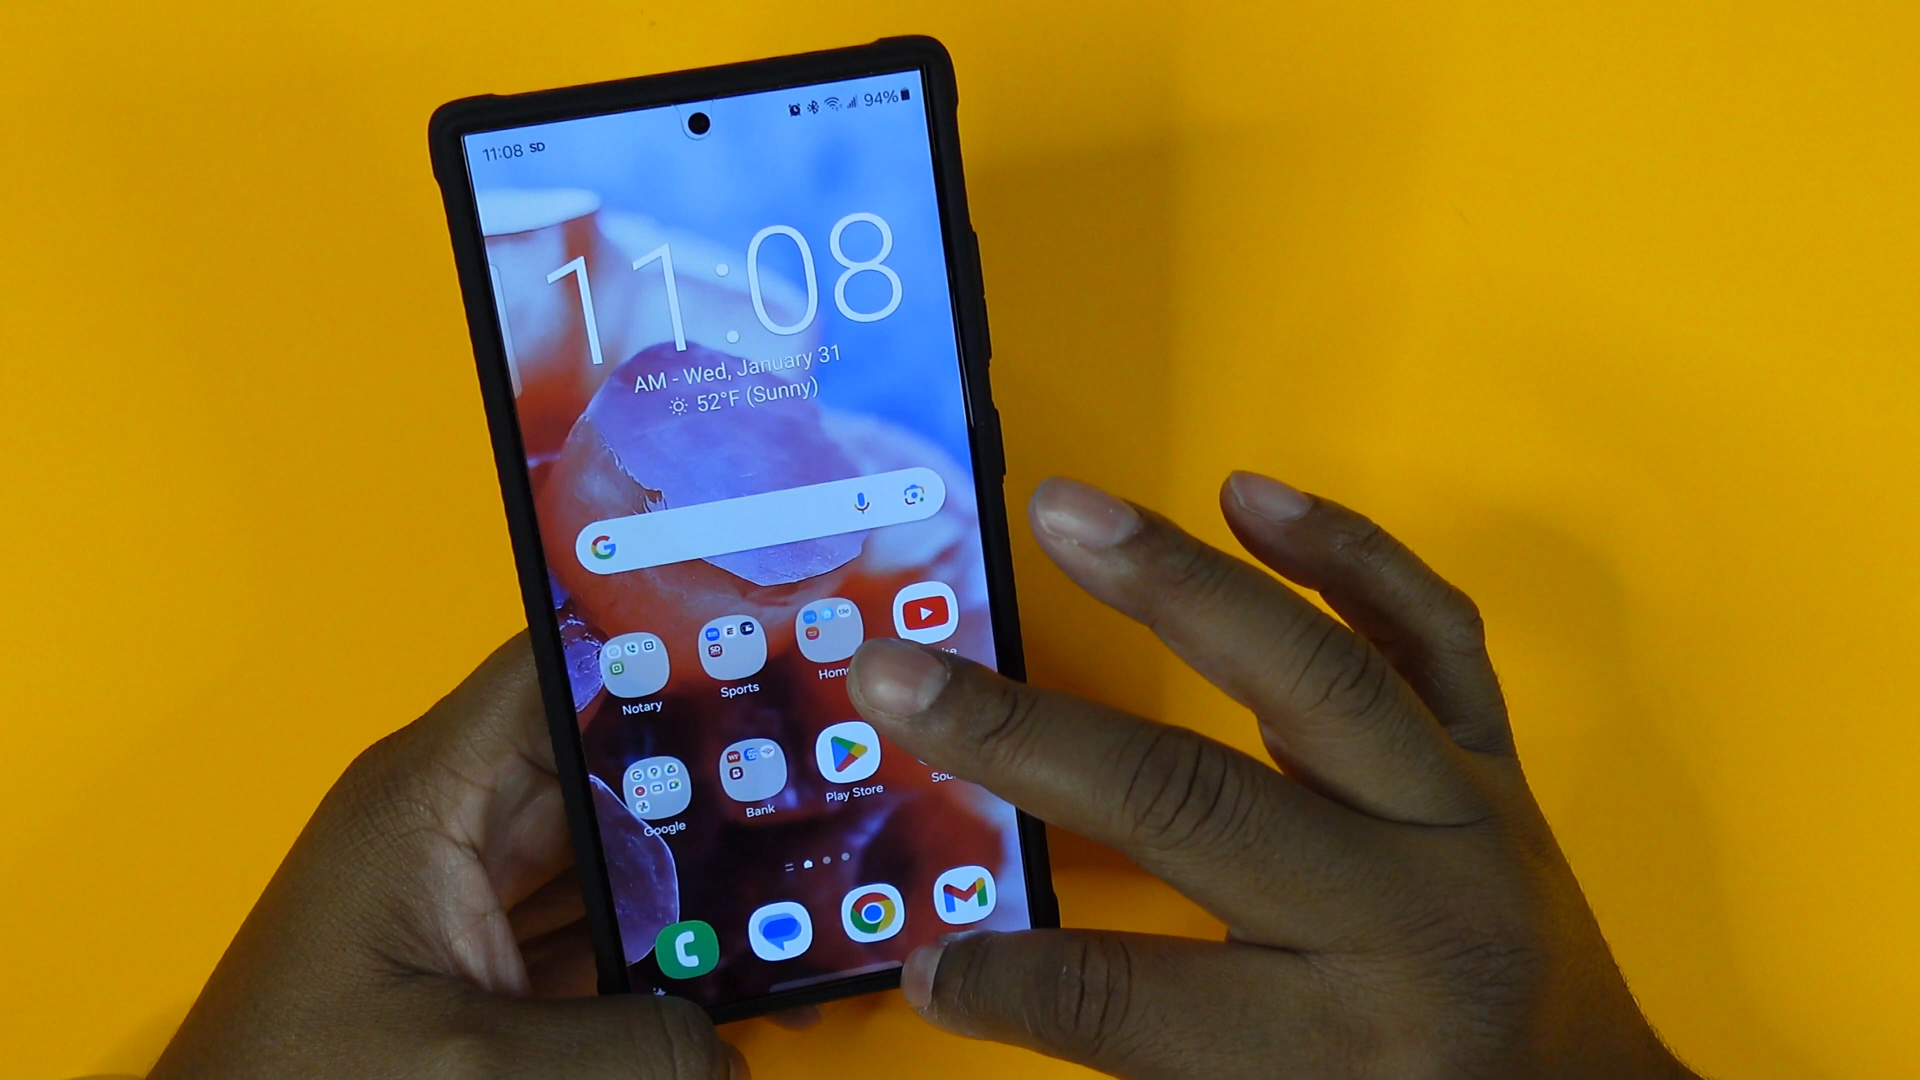 11:08 SD
94%
11:08
AM - Wed, January 31
52°F (Sunny)
Notary
Sports
Google
Bank
Play Store